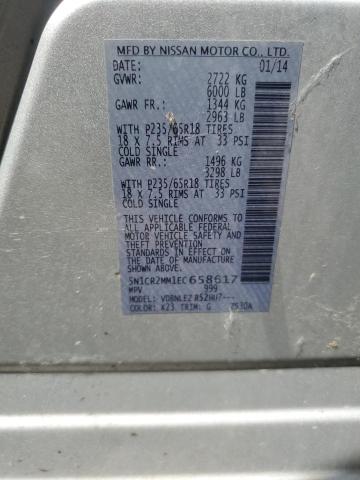 MFD BY NISSAN MOTOR CO., LTD.
DATE: 01/14
GVWR: 2722 KG
6000 LB
GAWR FR.: 1344 KG
2963 LB
WITH P235/65R18 TIRES
18 X 7.5 RIMS AT 33 PSI
COLD SINGLE
GAWR RR.: 1496 KG
3298 LB
WITH P235/65R18 TIRES
18 X 7.5 RIMS AT 33 PSI
COLD SINGLE
THIS VEHICLE CONFORMS TO
ALL APPLICABLE FEDERAL
MOTOR VEHICLE SAFETY
STANDARDS IN EFFECT ON
THE DATE OF MANUFACTURE
SHOWN ABOVE.
5N1CR2MM1EC658617
MPV 999
MODEL:
COLOR: K23 TRIM: G 7530A